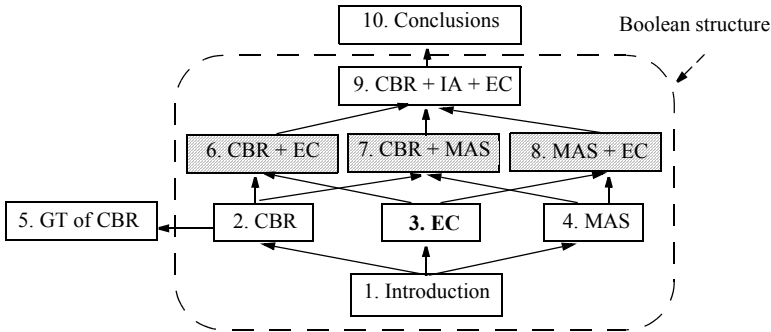 10. Conclusions
Boolean structure
9. CBR + IA + EC
6. CBR + EC
7. CBR + MAS
8. MAS + EC
5. GT of CBR
2. CBR
3. EC
4. MAS
1. Introduction